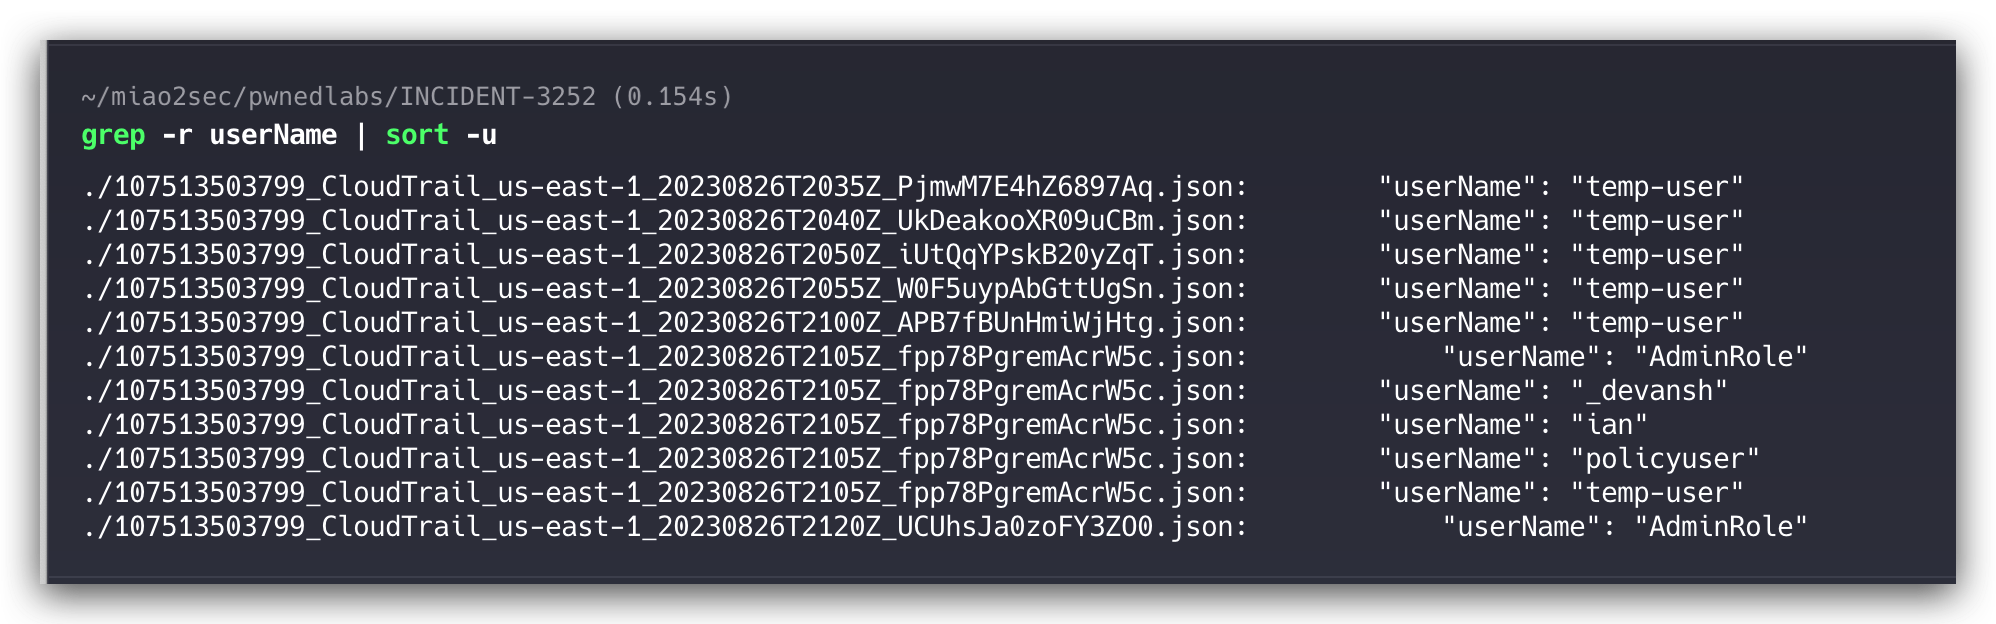 ~/miao2sec/pwnedlabs/INCIDENT-3252 (0.154s)
grep -r userName | sort -u
./107513503799_CloudTrail_us-east-1_20230826T2035Z_PjmwM7E4hZ6897Aq.json:        "userName": "temp-user"
./107513503799_CloudTrail_us-east-1_20230826T2040Z_UkDeakooXR09uCBm.json:        "userName": "temp-user"
./107513503799_CloudTrail_us-east-1_20230826T2050Z_iUtQqYPskB20yZqT.json:        "userName": "temp-user"
./107513503799_CloudTrail_us-east-1_20230826T2055Z_W0F5uypAbGttUgSn.json:        "userName": "temp-user"
./107513503799_CloudTrail_us-east-1_20230826T2100Z_APB7fBUnHmiWjHtg.json:        "userName": "temp-user"
./107513503799_CloudTrail_us-east-1_20230826T2105Z_fpp78PgremAcrW5c.json:            "userName": "AdminRole"
./107513503799_CloudTrail_us-east-1_20230826T2105Z_fpp78PgremAcrW5c.json:        "userName": "_devansh"
./107513503799_CloudTrail_us-east-1_20230826T2105Z_fpp78PgremAcrW5c.json:        "userName": "ian"
./107513503799_CloudTrail_us-east-1_20230826T2105Z_fpp78PgremAcrW5c.json:        "userName": "policyuser"
./107513503799_CloudTrail_us-east-1_20230826T2105Z_fpp78PgremAcrW5c.json:        "userName": "temp-user"
./107513503799_CloudTrail_us-east-1_20230826T2120Z_UCUhsJa0zoFY3ZO0.json:            "userName": "AdminRole"